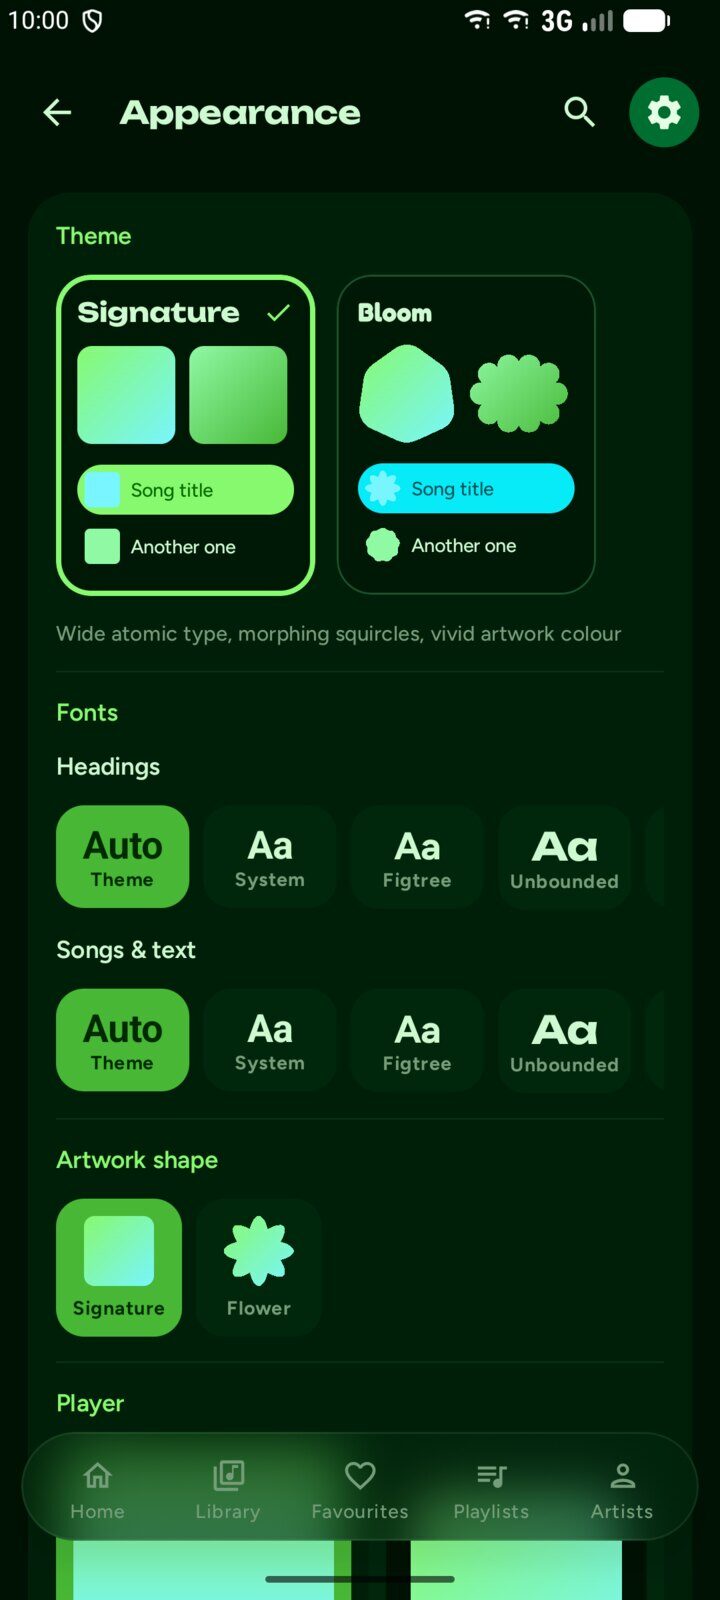 10:00
3G
Appearance
Theme
Signature
Bloom
Song title
Song title
Another one
Another one
Wide atomic type, morphing squircles, vivid artwork colour
Fonts
Headings
Auto
Theme
Aa
System
Aa
Figtree
Aa
Unbounded
Songs & text
Auto
Theme
Aa
System
Aa
Figtree
Aa
Unbounded
Artwork shape
Signature
Flower
Player
Home
Library
Favourites
Playlists
Artists